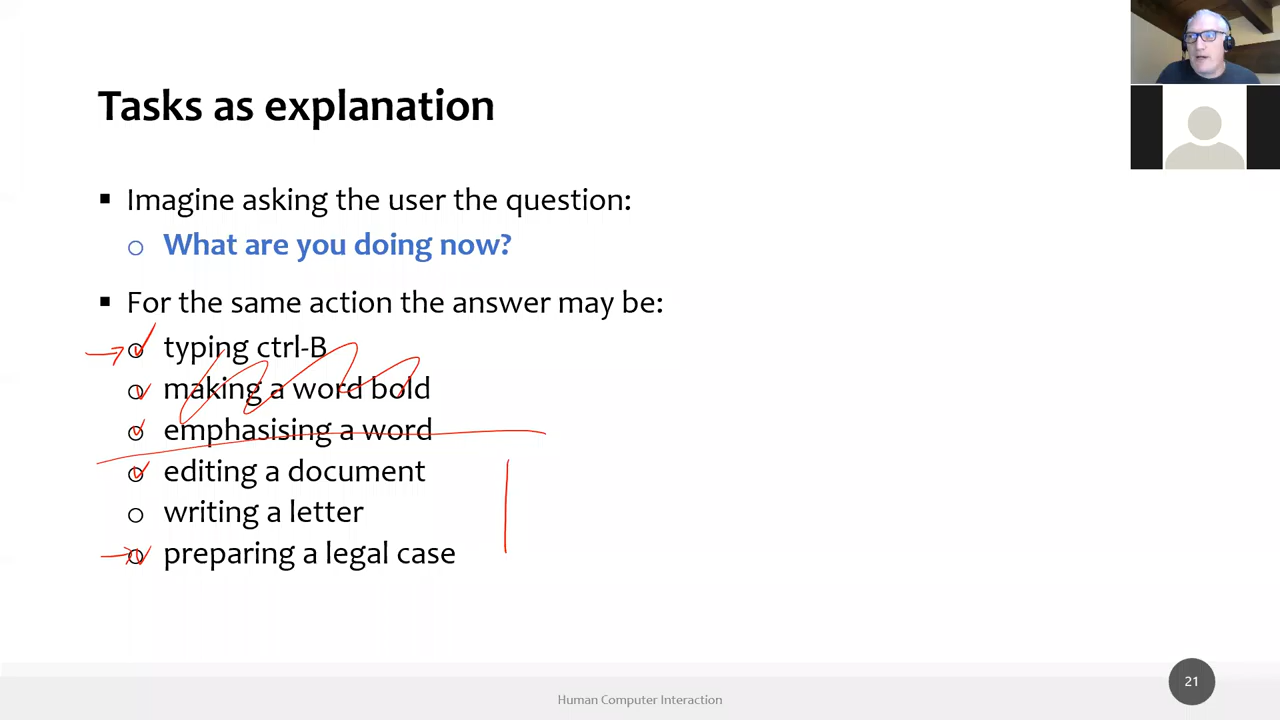 Tasks as explanation
▪ Imagine asking the user the question:
o What are you doing now?
▪ For the same action the answer may be:
o typing ctrl-B
o making a word bold
o emphasising a word
o editing a document
o writing a letter
o preparing a legal case
21
Human Computer Interaction